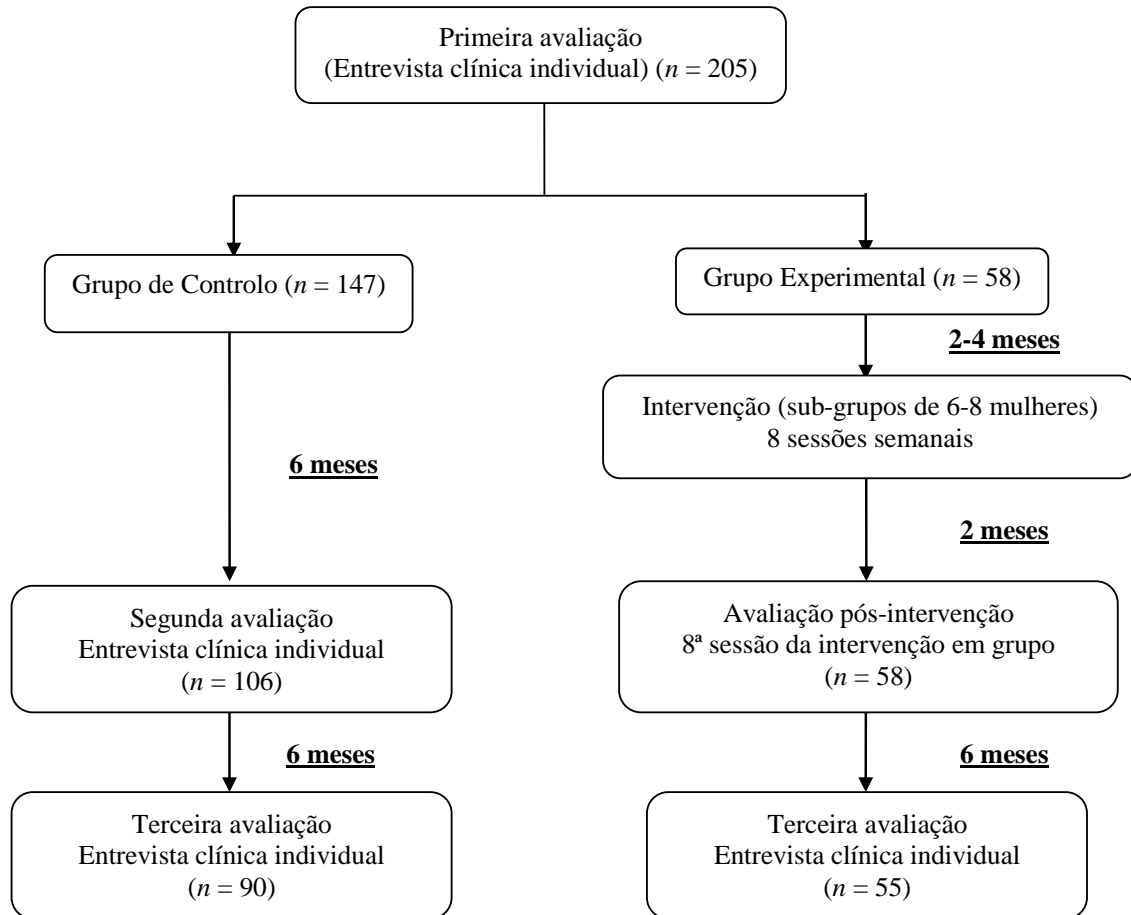 Primeira avaliação
(Entrevista clínica individual) (n = 205)
Grupo de Controlo (n = 147)
Grupo Experimental (n = 58)
2-4 meses
Intervenção (sub-grupos de 6-8 mulheres)
8 sessões semanais
6 meses
2 meses
Segunda avaliação
Entrevista clínica individual
(n = 106)
Avaliação pós-intervenção
8ª sessão da intervenção em grupo
(n = 58)
6 meses
6 meses
Terceira avaliação
Entrevista clínica individual
(n = 90)
Terceira avaliação
Entrevista clínica individual
(n = 55)